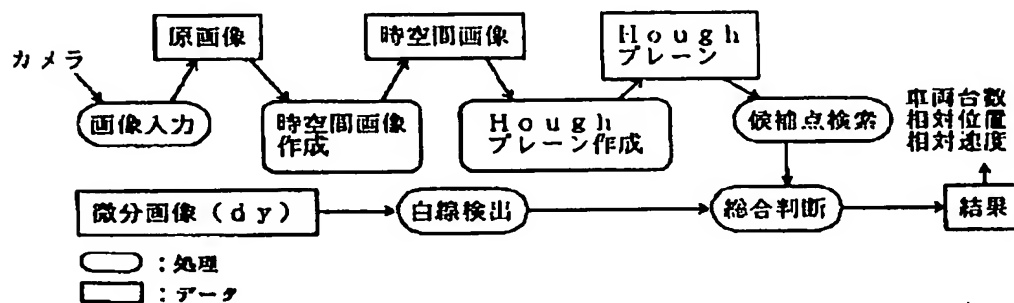 カメラ
画像入力
原画像
時空間画像
作成
時空間画像
Hough
プレーン作成
Hough
プレーン
候補点検索
車両台数
相対位置
相対速度
微分画像(dy)
白線検出
総合判断
結果
:処理
:データ